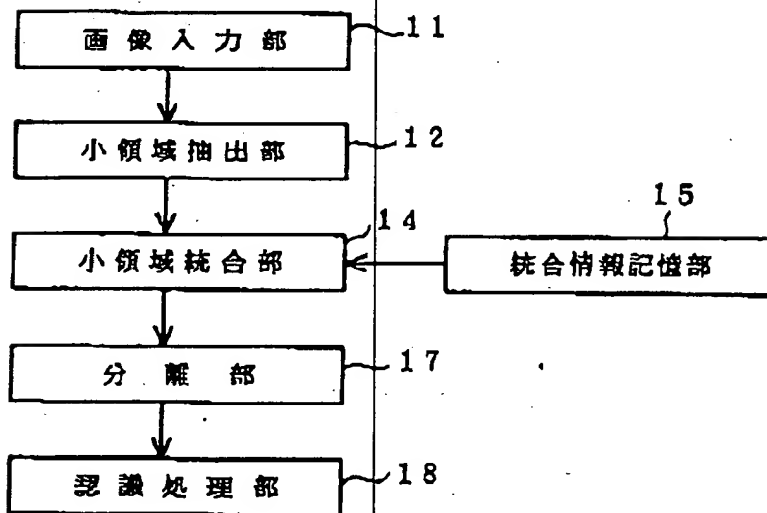 画像入力部 11
小領域抽出部 12
小領域統合部 14
統合情報記憶部 15
分離部 17
認識処理部 18